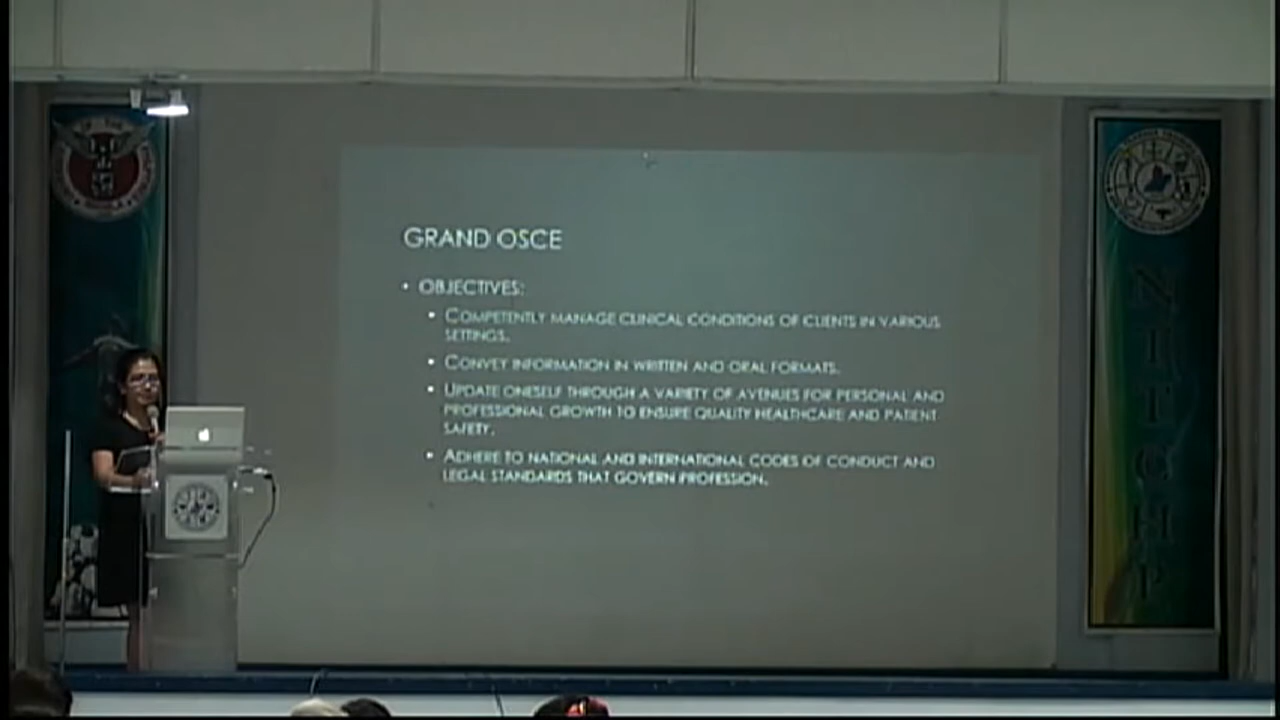 GRAND OSCE
• OBJECTIVES:
• COMPETENTLY MANAGE CLINICAL CONDITIONS OF CLIENTS IN VARIOUS
SETTINGS.
• CONVEY INFORMATION IN WRITTEN AND ORAL FORMATS.
• UPDATE ONESELF THROUGH A VARIETY OF AVENUES FOR PERSONAL AND
PROFESSIONAL GROWTH TO ENSURE QUALITY HEALTHCARE AND PATIENT
SAFETY.
• ADHERE TO NATIONAL AND INTERNATIONAL CODES OF CONDUCT AND
LEGAL STANDARDS THAT GOVERN PROFESSION.